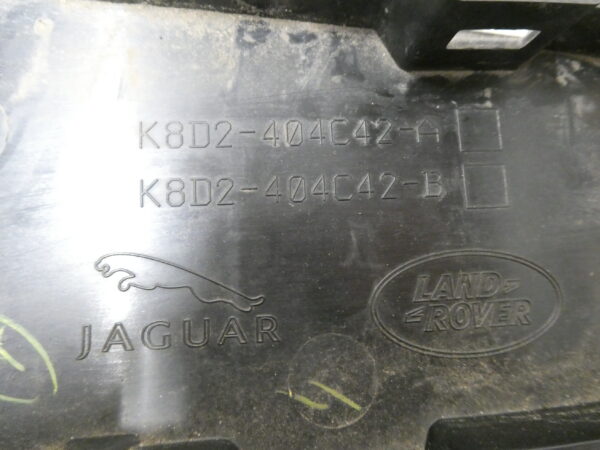 K8D2-404C42-A
K8D2-404C42-B
JAGUAR
LAND
ROVER